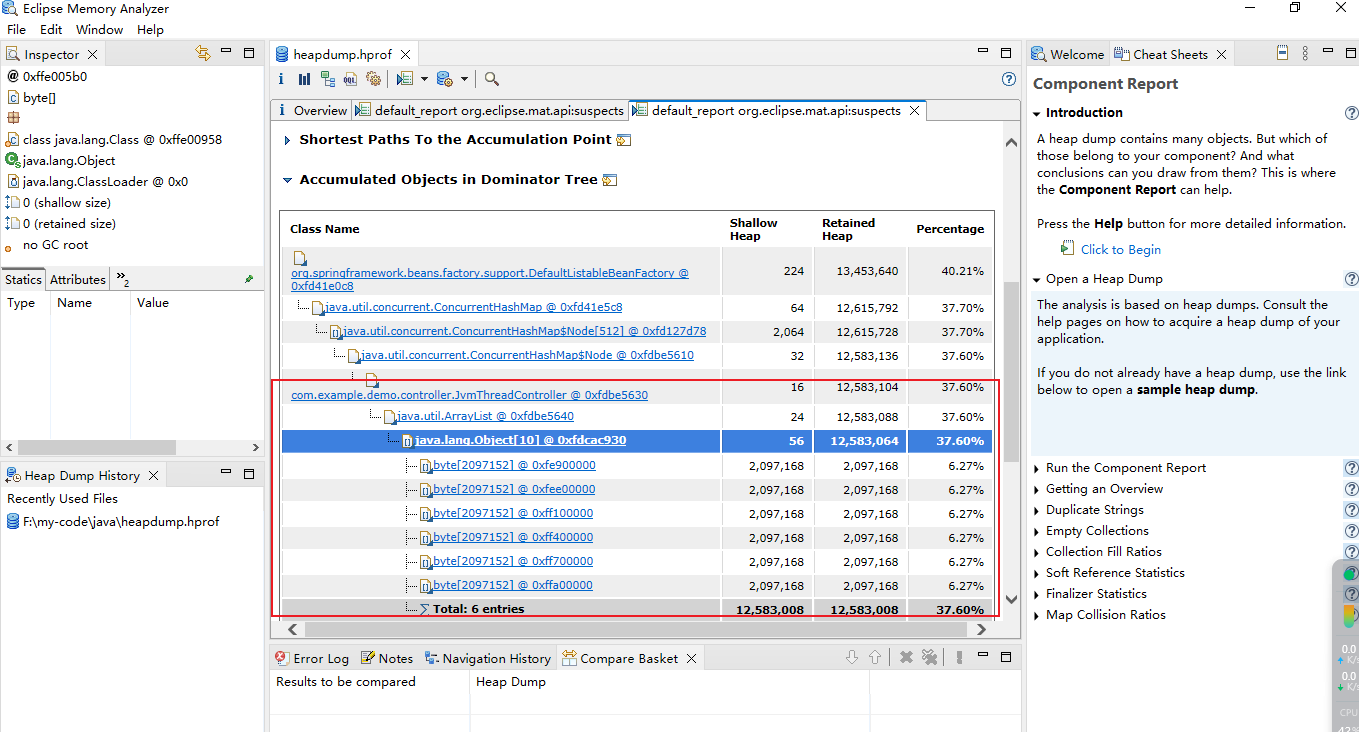 Eclipse Memory Analyzer
File Edit Window Help
Inspector
@ 0xffe005b0
byte[]
class java.lang.Class @ 0xffe00958
java.lang.Object
java.lang.ClassLoader @ 0x0
0 (shallow size)
0 (retained size)
no GC root
Statics Attributes »2
Type Name Value
Heap Dump History
Recently Used Files
F:\my-code\java\heapdump.hprof
heapdump.hprof
i OQL
i Overview default_report org.eclipse.mat.api:suspects default_report org.eclipse.mat.api:suspects
Shortest Paths To the Accumulation Point
Accumulated Objects in Dominator Tree
Class Name Shallow Heap Retained Heap Percentage
org.springframework.beans.factory.support.DefaultListableBeanFactory @ 0xfd41e0c8 224 13,453,640 40.21%
java.util.concurrent.ConcurrentHashMap @ 0xfd41e5c8 64 12,615,792 37.70%
java.util.concurrent.ConcurrentHashMap$Node[512] @ 0xfd127d78 2,064 12,615,728 37.70%
java.util.concurrent.ConcurrentHashMap$Node @ 0xfdbe5610 32 12,583,136 37.60%
com.example.demo.controller.JvmThreadController @ 0xfdbe5630 16 12,583,104 37.60%
java.util.ArrayList @ 0xfdbe5640 24 12,583,088 37.60%
java.lang.Object[10] @ 0xfdcac930 56 12,583,064 37.60%
byte[2097152] @ 0xfe900000 2,097,168 2,097,168 6.27%
byte[2097152] @ 0xfee00000 2,097,168 2,097,168 6.27%
byte[2097152] @ 0xff100000 2,097,168 2,097,168 6.27%
byte[2097152] @ 0xff400000 2,097,168 2,097,168 6.27%
byte[2097152] @ 0xff700000 2,097,168 2,097,168 6.27%
byte[2097152] @ 0xffa00000 2,097,168 2,097,168 6.27%
∑ Total: 6 entries 12,583,008 12,583,008 37.60%
Error Log Notes Navigation History Compare Basket
Results to be compared Heap Dump
Welcome Cheat Sheets
Component Report
Introduction
A heap dump contains many objects. But which of
those belong to your component? And what
conclusions can you draw from them? This is where
the Component Report can help.
Press the Help button for more detailed information.
Click to Begin
Open a Heap Dump
The analysis is based on heap dumps. Consult the
help pages on how to acquire a heap dump of your
application.
If you do not already have a heap dump, use the link
below to open a sample heap dump.
Run the Component Report
Getting an Overview
Duplicate Strings
Empty Collections
Collection Fill Ratios
Soft Reference Statistics
Finalizer Statistics
Map Collision Ratios
0.0
K/s
0.0
K/s
CPU